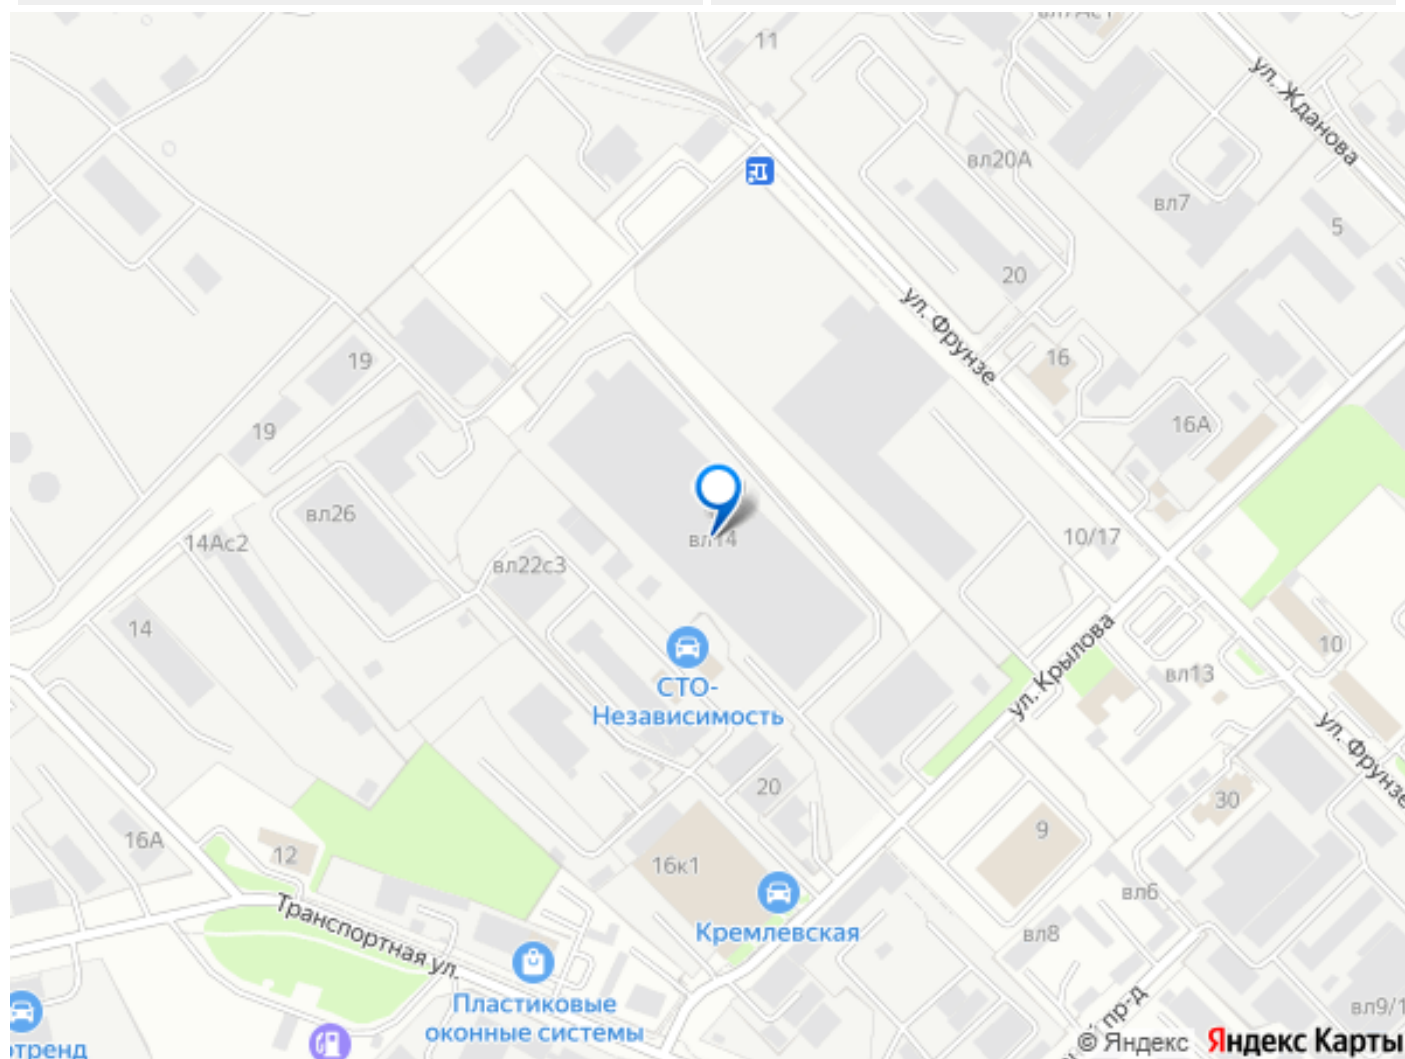 11
ул. Жданова
вл20А
вл7
5
20
ул. Фрунзе
16
19
16А
19
вл26
14Ас2
вл14
10/17
вл22с3
14
10
ул. Крылова
вл13
СТО-
Независимость
ул. Фрунзе
20
30
16А
12
9
16к1
вл6
Кремлевская
Транспортная ул.
вл8
Пластиковые
оконные системы
вл9/1
пр-д
отренд
© Яндекс Яндекс Карты